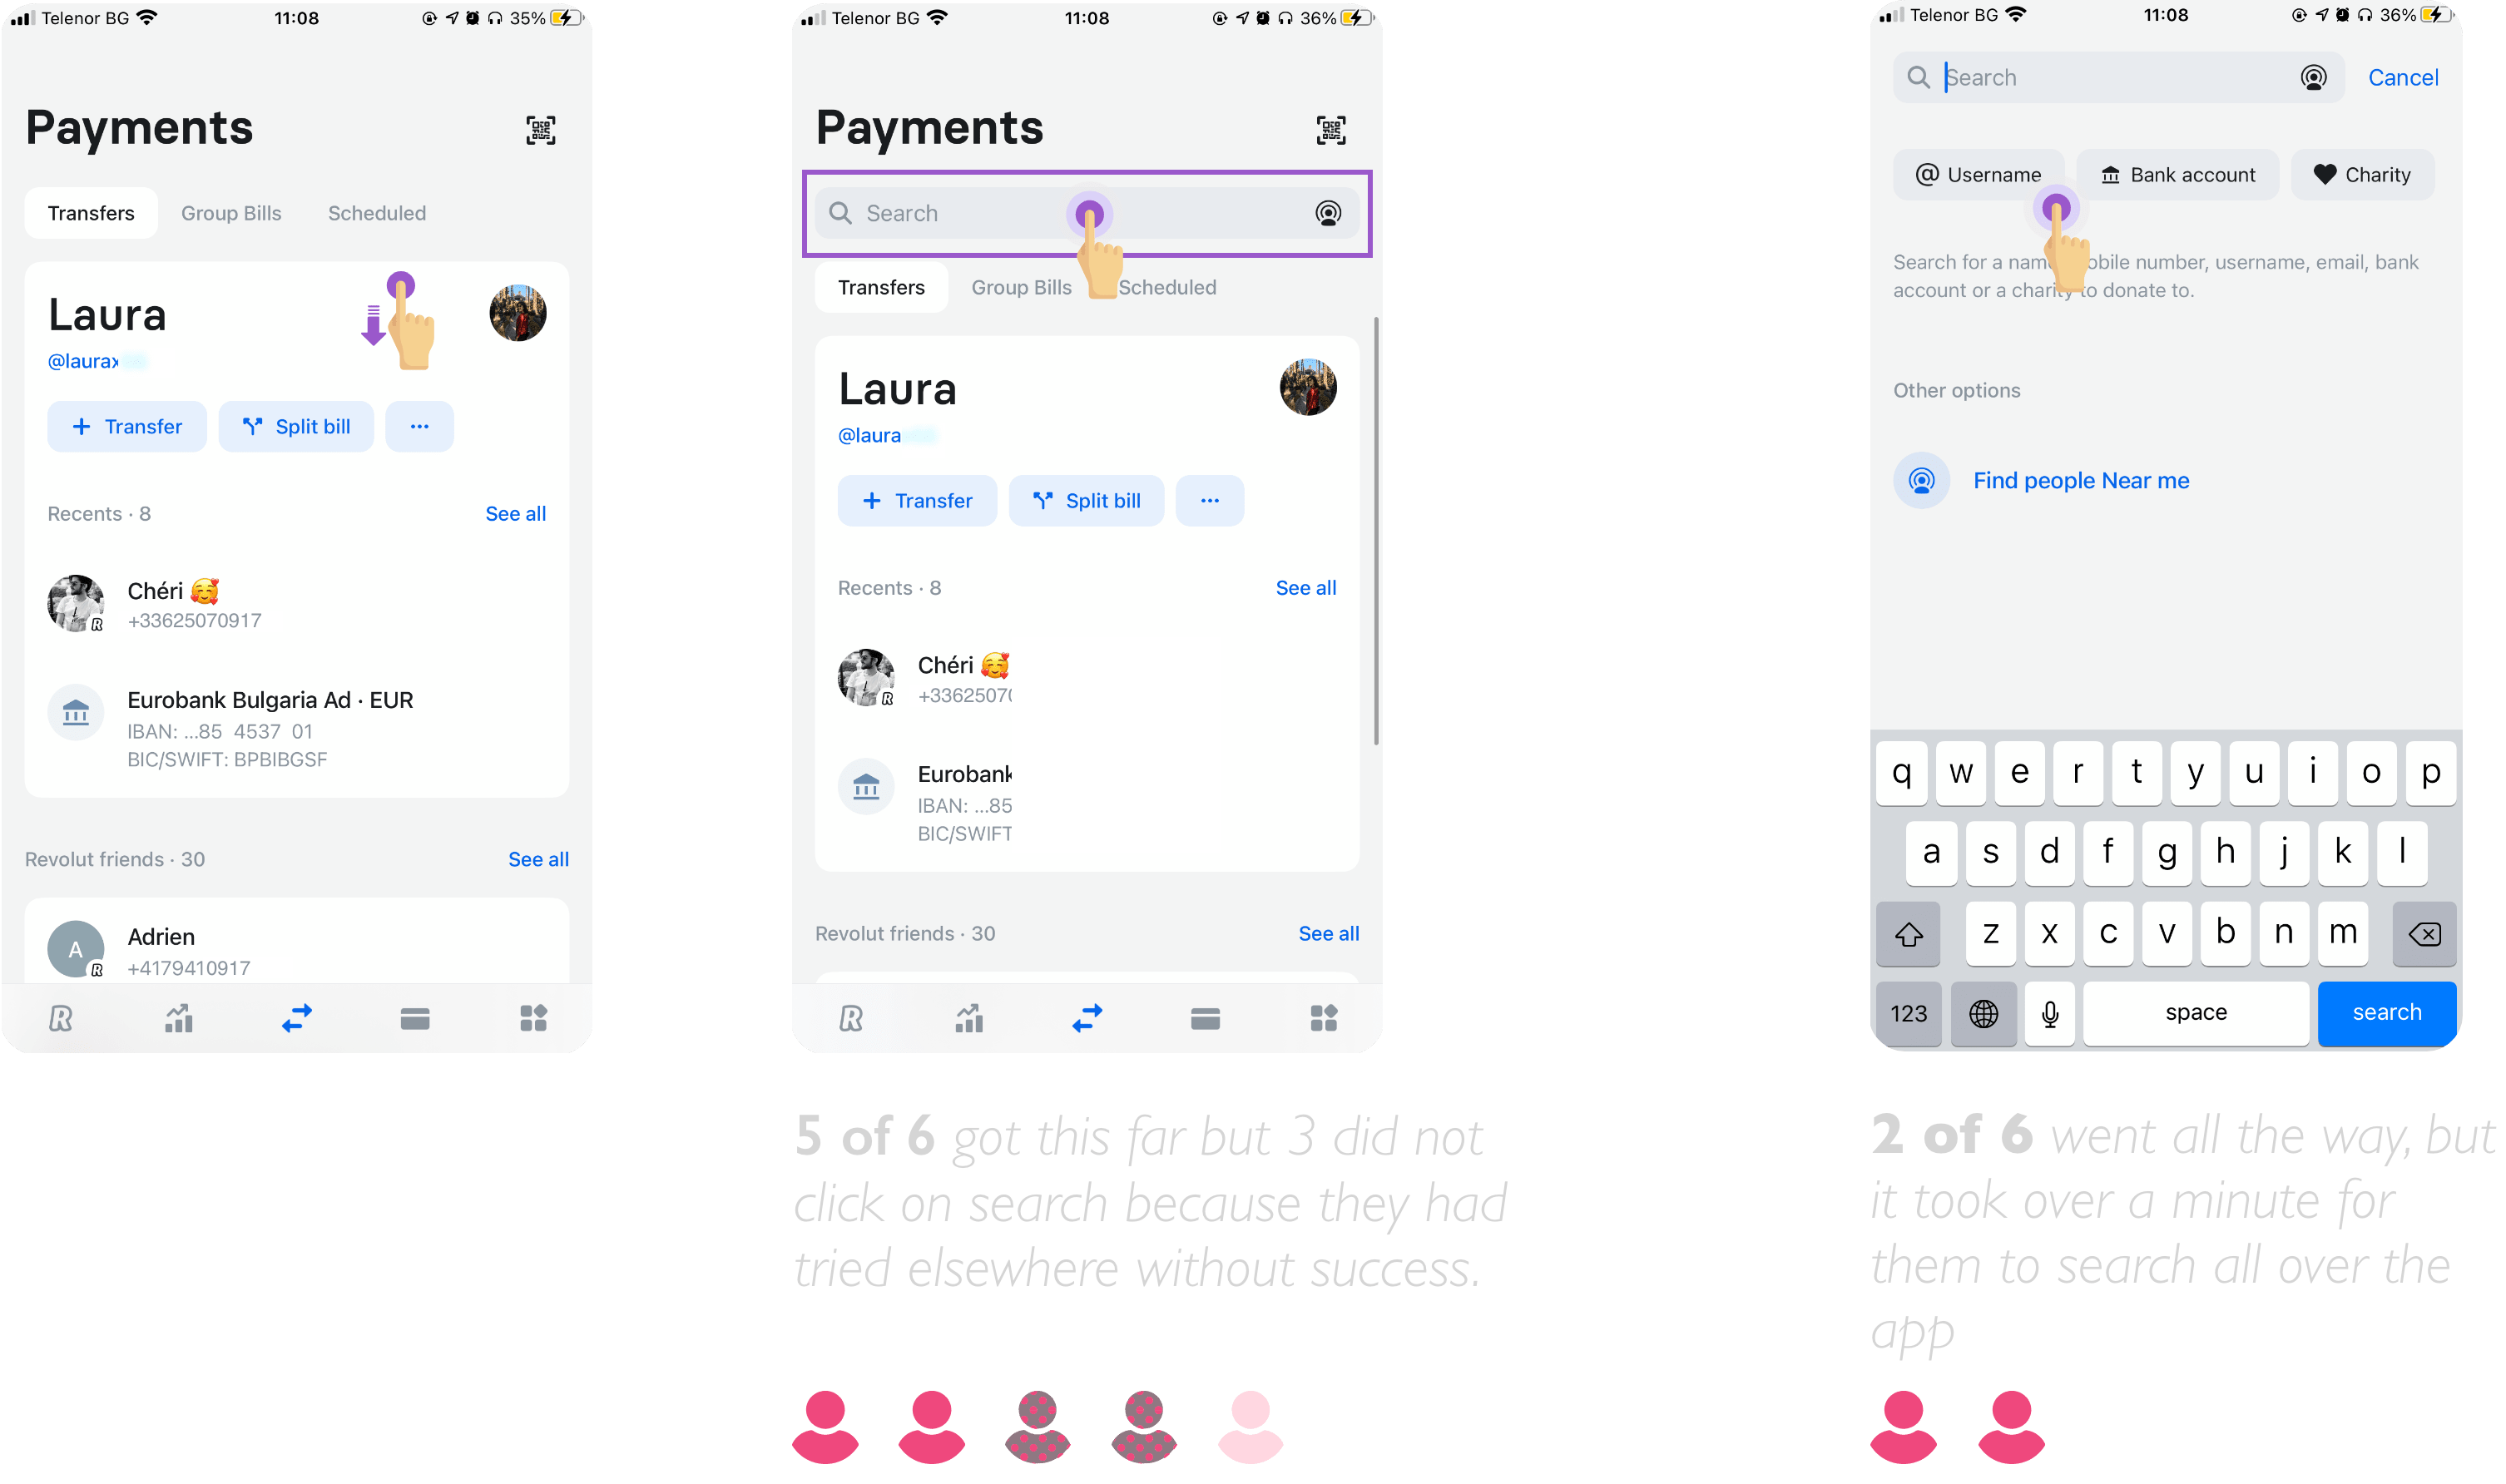 Telenor BG 11:08 35%
Payments
Transfers Group Bills Scheduled
Laura
@laurax
+ Transfer Split bill ...
Recents · 8 See all
Chéri 🥰
+33625070917
Eurobank Bulgaria Ad · EUR
IBAN: ...85 4537 01
BIC/SWIFT: BPBIBGSF
Revolut friends · 30 See all
A Adrien
+4179410917
Telenor BG 11:08 36%
Payments
Search
Transfers Group Bills Scheduled
Laura
@laura
+ Transfer Split bill ...
Recents · 8 See all
Chéri 🥰
+3362507
Eurobank
IBAN: ...85
BIC/SWIFT
Revolut friends · 30 See all
5 of 6 got this far but 3 did not
click on search because they had
tried elsewhere without success.
Telenor BG 11:08 36%
Search Cancel
@ Username Bank account Charity
Search for a name, mobile number, username, email, bank
account or a charity to donate to.
Other options
Find people Near me
q w e r t y u i o p
a s d f g h j k l
z x c v b n m
123 space search
2 of 6 went all the way, but
it took over a minute for
them to search all over the
app